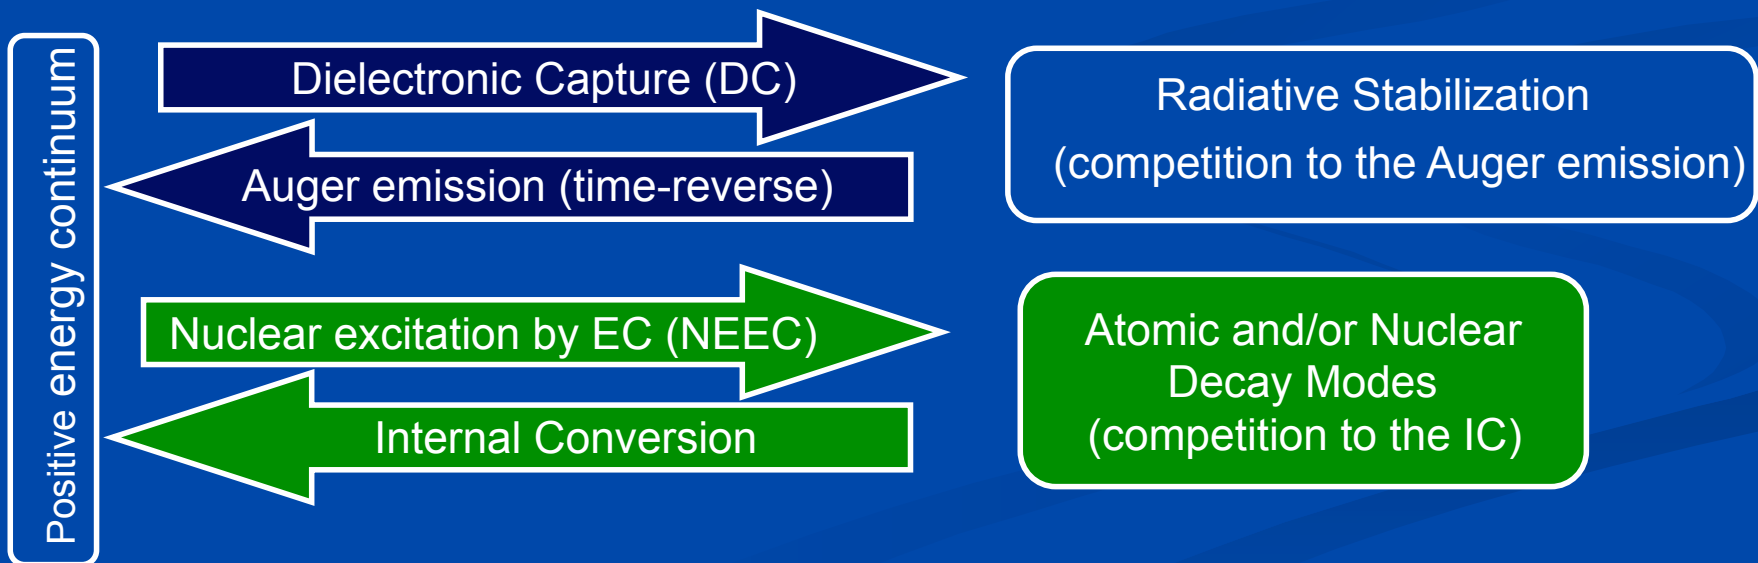 Positive energy continuum
Dielectronic Capture (DC)
Auger emission (time-reverse)
Radiative Stabilization
(competition to the Auger emission)
Nuclear excitation by EC (NEEC)
Internal Conversion
Atomic and/or Nuclear
Decay Modes
(competition to the IC)